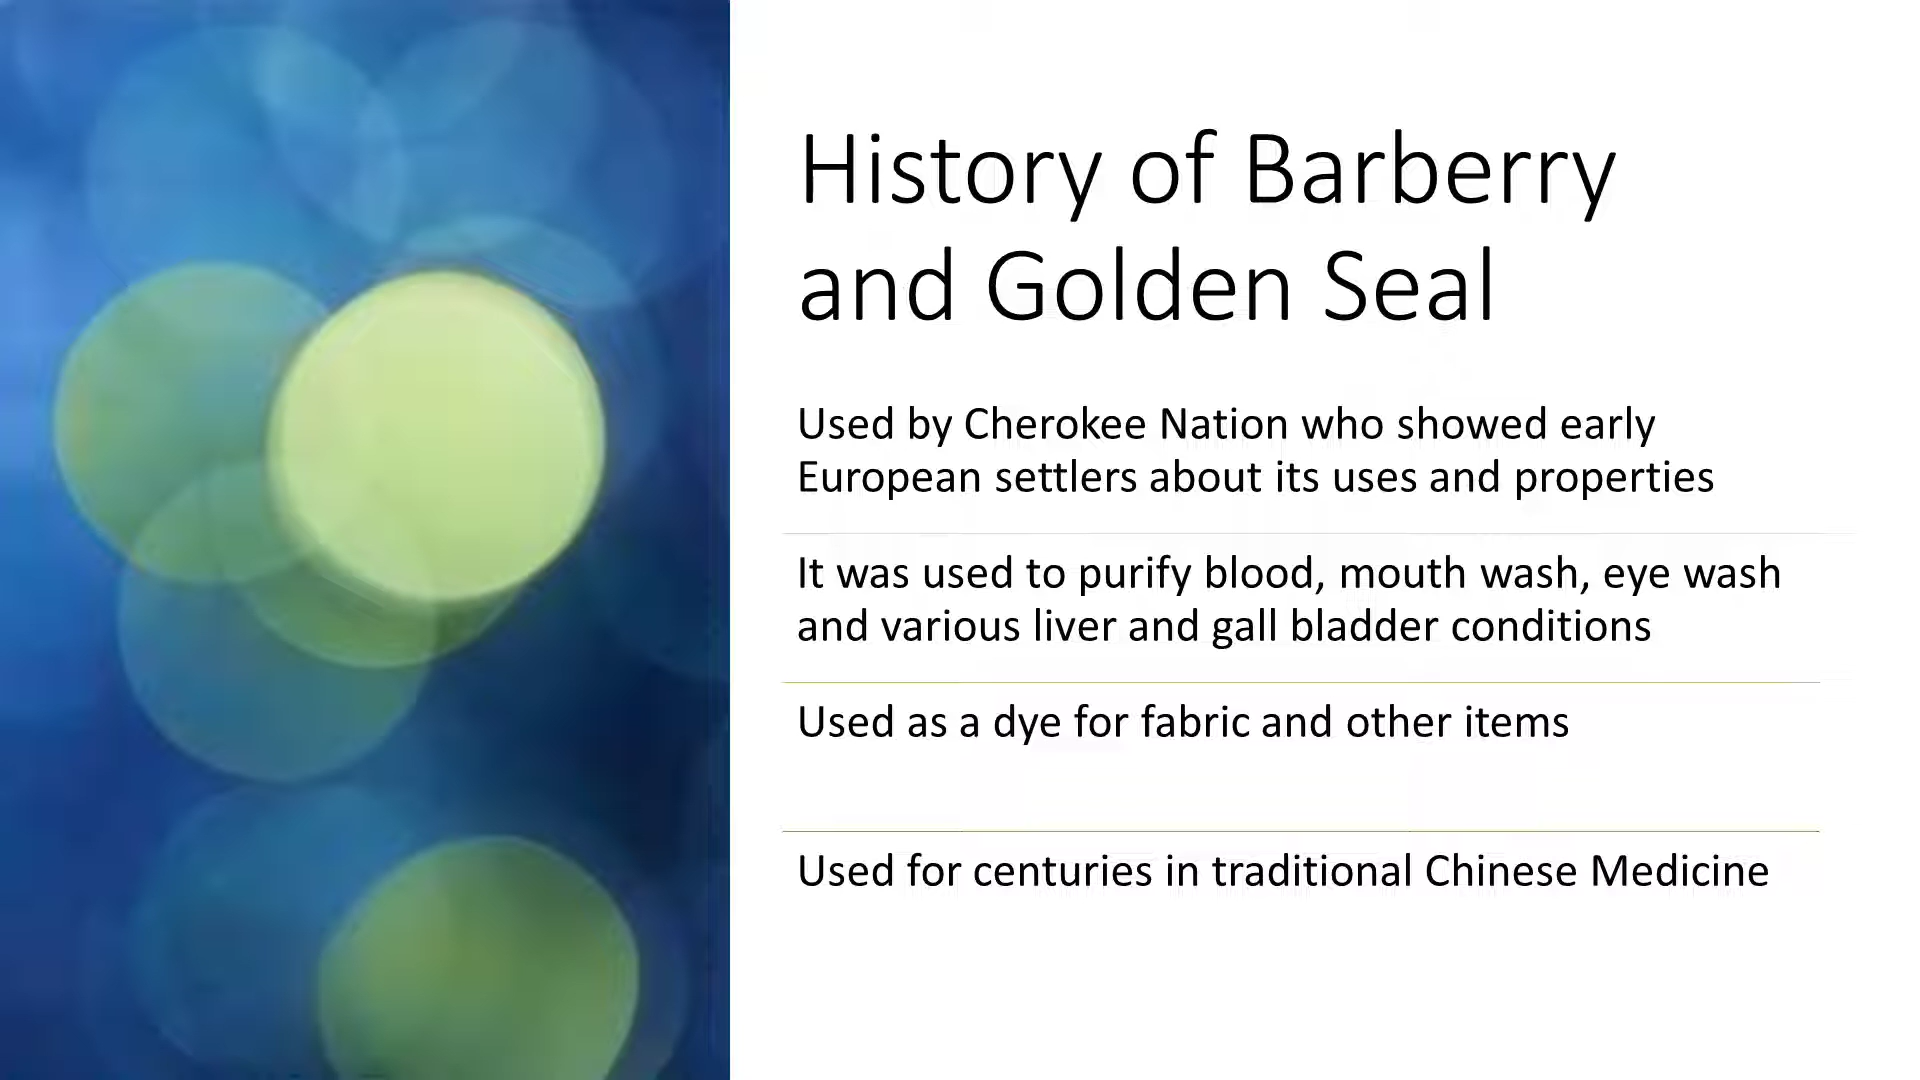 History of Barberry
and Golden Seal
Used by Cherokee Nation who showed early
European settlers about its uses and properties
It was used to purify blood, mouth wash, eye wash
and various liver and gall bladder conditions
Used as a dye for fabric and other items
Used for centuries in traditional Chinese Medicine